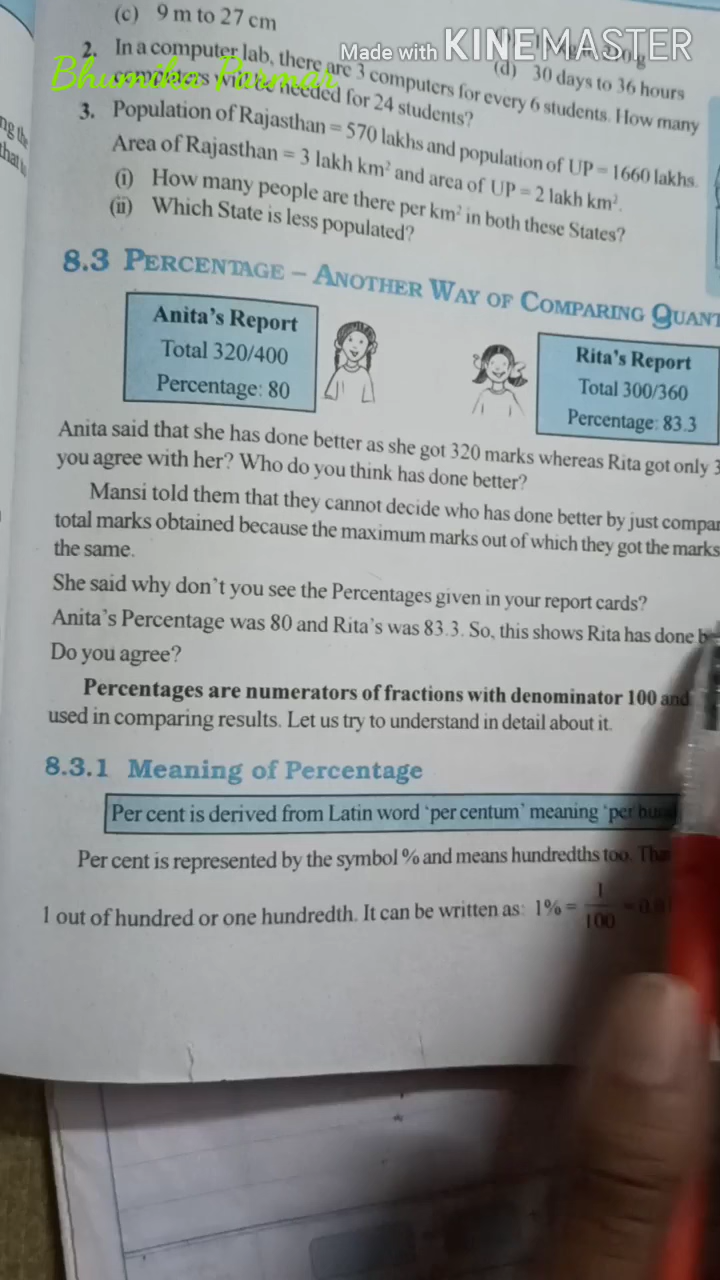 (c) 9 m to 27 cm
Made with KINEMASTER
(d) 30 days to 36 hours
Bhumika Parmar
2. In a computer lab, there are 3 computers for every 6 students. How many
computers will be needed for 24 students?
3. Population of Rajasthan = 570 lakhs and population of UP = 1660 lakhs.
Area of Rajasthan = 3 lakh km² and area of UP = 2 lakh km².
(i) How many people are there per km² in both these States?
(ii) Which State is less populated?
8.3 PERCENTAGE – ANOTHER WAY OF COMPARING QUANT
Anita's Report
Total 320/400
Percentage: 80
Rita's Report
Total 300/360
Percentage: 83.3
Anita said that she has done better as she got 320 marks whereas Rita got only 3
you agree with her? Who do you think has done better?
Mansi told them that they cannot decide who has done better by just compar
total marks obtained because the maximum marks out of which they got the marks
the same.
She said why don't you see the Percentages given in your report cards?
Anita's Percentage was 80 and Rita's was 83.3. So, this shows Rita has done be
Do you agree?
Percentages are numerators of fractions with denominator 100 and
used in comparing results. Let us try to understand in detail about it.
8.3.1 Meaning of Percentage
Per cent is derived from Latin word 'per centum' meaning 'per
Per cent is represented by the symbol % and means hundredths too.
1 out of hundred or one hundredth. It can be written as: 1% = 1/100 =